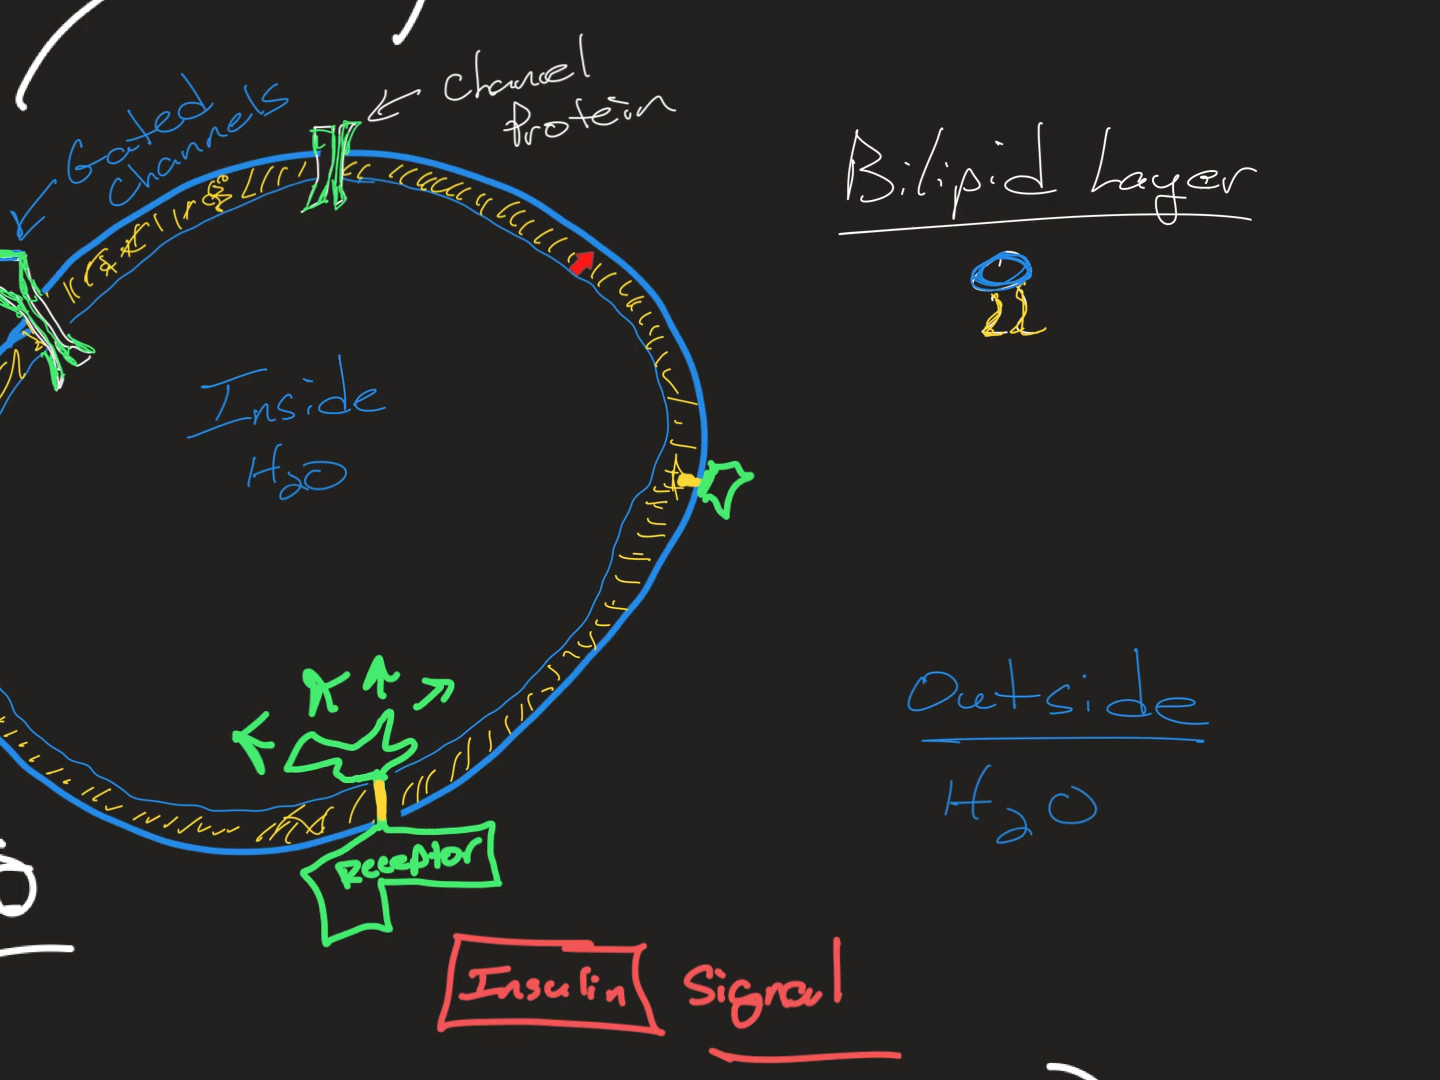 Channel
Protein
Gated
Channels
Bilipid Layer
Inside
H2O
Outside
H2O
Receptor
Insulin Signal